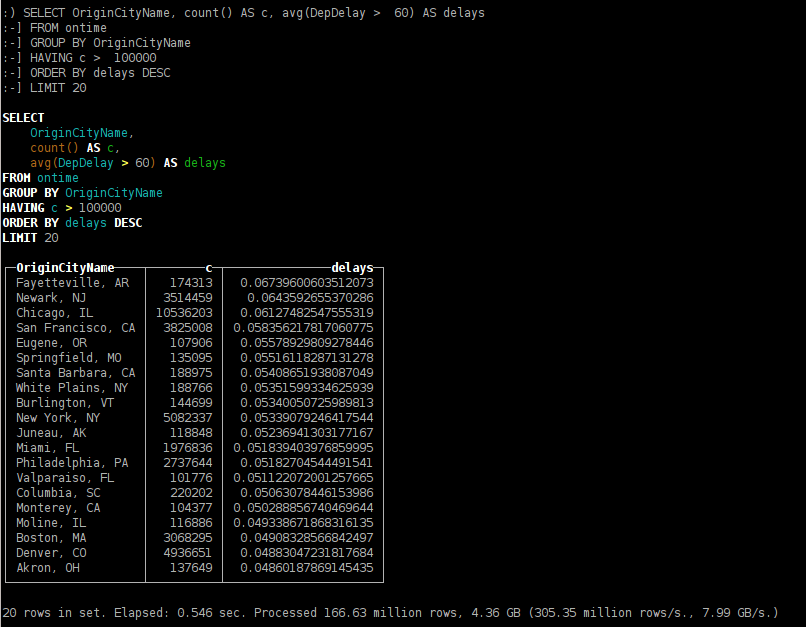 :) SELECT OriginCityName, count() AS c, avg(DepDelay >  60) AS delays
:-] FROM ontime
:-] GROUP BY OriginCityName
:-] HAVING c >  100000
:-] ORDER BY delays DESC
:-] LIMIT 20
SELECT
    OriginCityName,
    count() AS c,
    avg(DepDelay > 60) AS delays
FROM ontime
GROUP BY OriginCityName
HAVING c > 100000
ORDER BY delays DESC
LIMIT 20
OriginCityName c delays
Fayetteville, AR 174313 0.06739600603512073
Newark, NJ 3514459 0.0643592655370286
Chicago, IL 10536203 0.06127482547555319
San Francisco, CA 3825008 0.058356217817060775
Eugene, OR 107906 0.05578929809278446
Springfield, MO 135095 0.05516118287131278
Santa Barbara, CA 188975 0.05408651938087049
White Plains, NY 188766 0.05351599334625939
Burlington, VT 144699 0.05340050725989813
New York, NY 5082337 0.05339079246417544
Juneau, AK 118848 0.05236941303177167
Miami, FL 1976836 0.051839403976859995
Philadelphia, PA 2737644 0.05182704544491541
Valparaiso, FL 101776 0.051122072001257665
Columbia, SC 220202 0.05063078446153986
Monterey, CA 104377 0.050288856740469644
Moline, IL 116886 0.049338671868316135
Boston, MA 3068295 0.04908328566842497
Denver, CO 4936651 0.04883047231817684
Akron, OH 137649 0.04860187869145435
20 rows in set. Elapsed: 0.546 sec. Processed 166.63 million rows, 4.36 GB (305.35 million rows/s., 7.99 GB/s.)